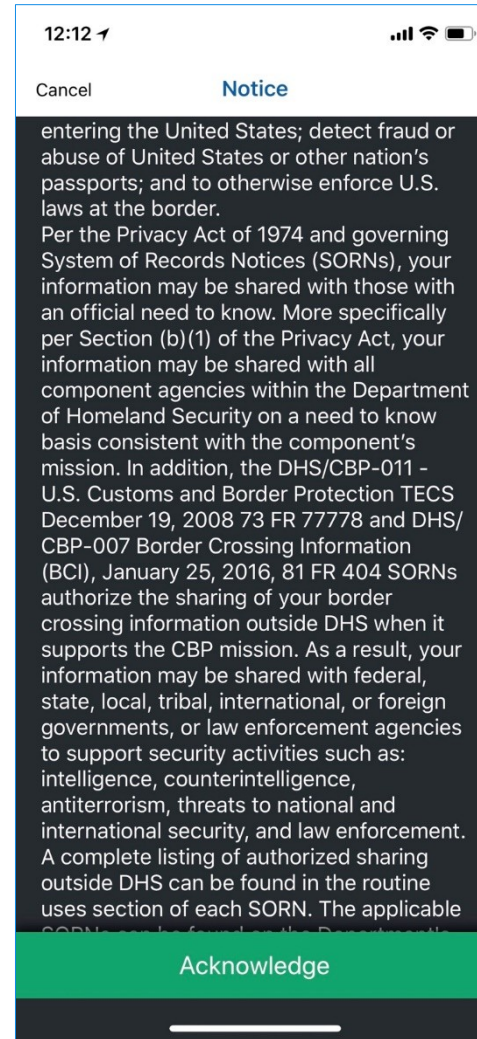 12:12
Cancel
Notice
entering the United States; detect fraud or
abuse of United States or other nation's
passports; and to otherwise enforce U.S.
laws at the border.
Per the Privacy Act of 1974 and governing
System of Records Notices (SORNs), your
information may be shared with those with
an official need to know. More specifically
per Section (b)(1) of the Privacy Act, your
information may be shared with all
component agencies within the Department
of Homeland Security on a need to know
basis consistent with the component's
mission. In addition, the DHS/CBP-011 -
U.S. Customs and Border Protection TECS
December 19, 2008 73 FR 77778 and DHS/
CBP-007 Border Crossing Information
(BCI), January 25, 2016, 81 FR 404 SORNs
authorize the sharing of your border
crossing information outside DHS when it
supports the CBP mission. As a result, your
information may be shared with federal,
state, local, tribal, international, or foreign
governments, or law enforcement agencies
to support security activities such as:
intelligence, counterintelligence,
antiterrorism, threats to national and
international security, and law enforcement.
A complete listing of authorized sharing
outside DHS can be found in the routine
uses section of each SORN. The applicable
SORNs can be found on the Department's
Acknowledge